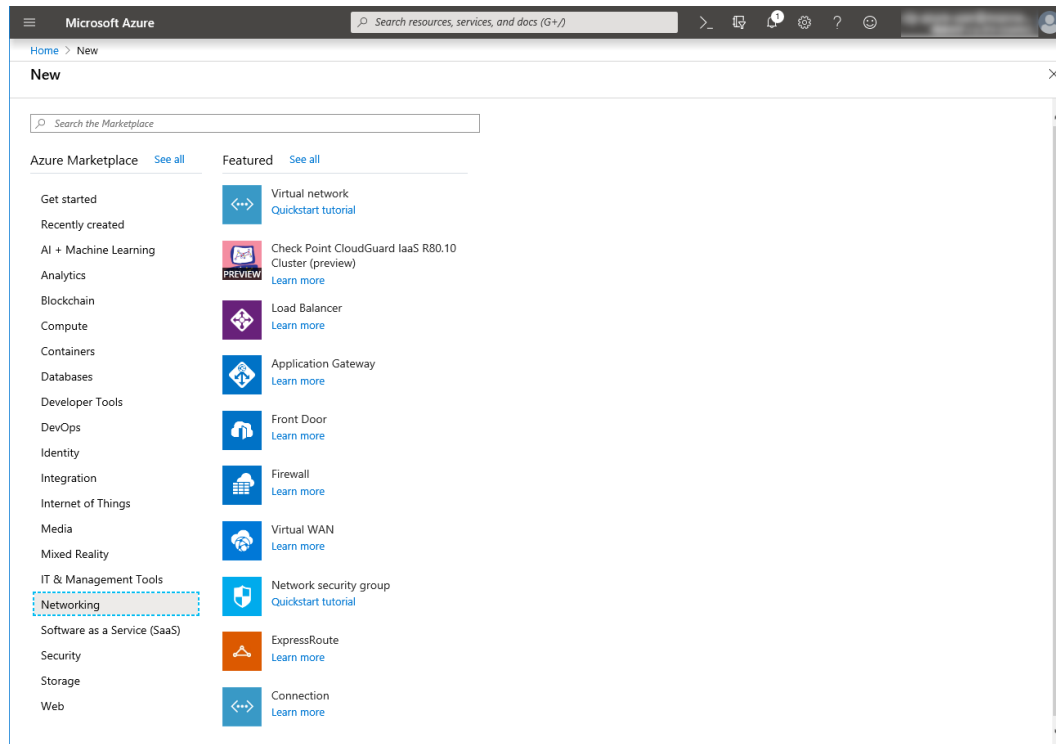 Microsoft Azure
Search resources, services, and docs (G+/)
1
Home > New
New
Search the Marketplace
Azure Marketplace See all
Get started
Recently created
AI + Machine Learning
Analytics
Blockchain
Compute
Containers
Databases
Developer Tools
DevOps
Identity
Integration
Internet of Things
Media
Mixed Reality
IT & Management Tools
Networking
Software as a Service (SaaS)
Security
Storage
Web
Featured See all
Virtual network
Quickstart tutorial
PREVIEW
Check Point CloudGuard IaaS R80.10
Cluster (preview)
Learn more
Load Balancer
Learn more
Application Gateway
Learn more
Front Door
Learn more
Firewall
Learn more
Virtual WAN
Learn more
Network security group
Quickstart tutorial
ExpressRoute
Learn more
Connection
Learn more